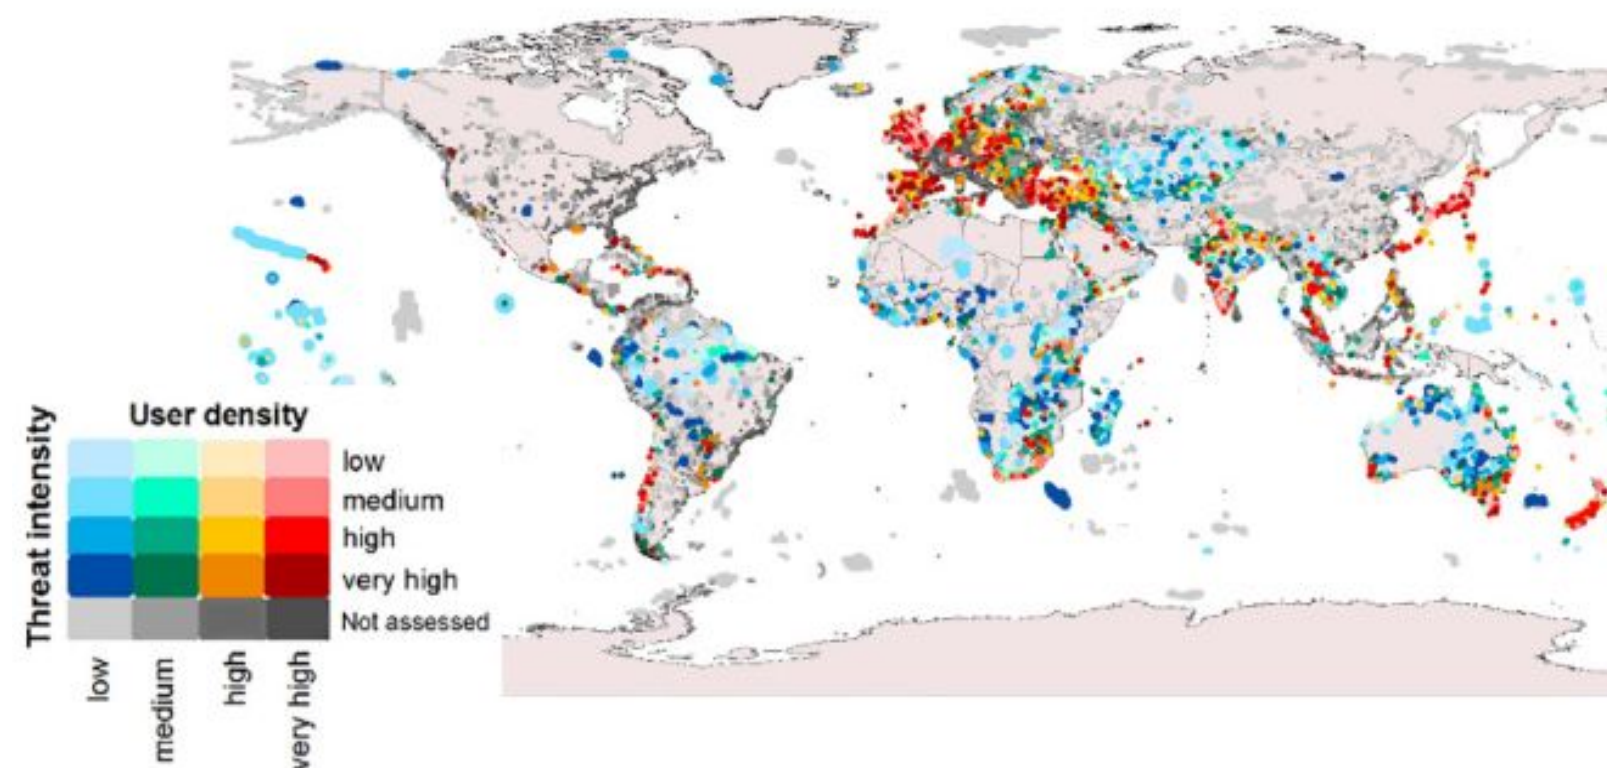 User density
Threat intensity
low
medium
high
very high
Not assessed
low
medium
high
very high